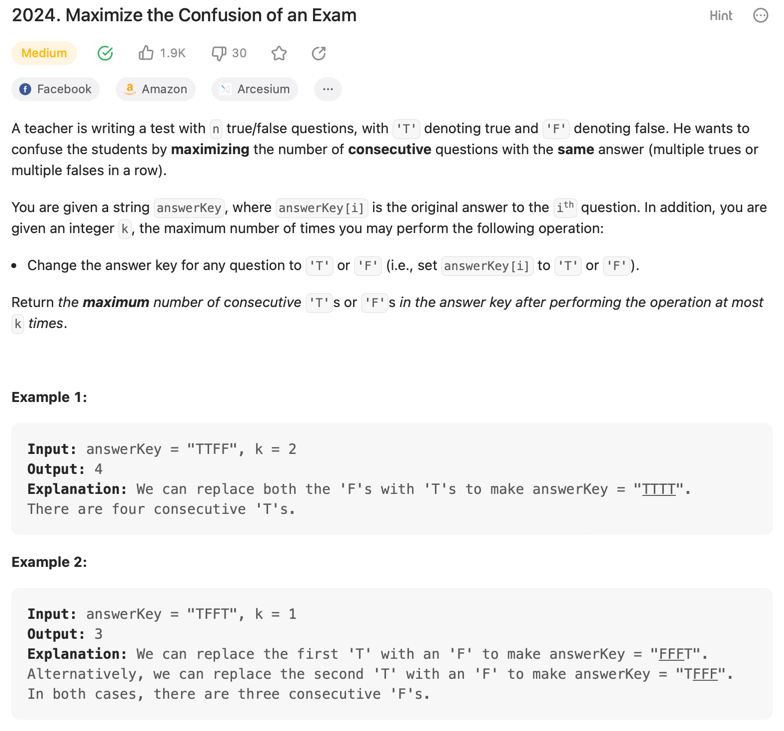 2024. Maximize the Confusion of an Exam
Hint
Medium 1.9K 30
Facebook Amazon Arcesium ...
A teacher is writing a test with n true/false questions, with 'T' denoting true and 'F' denoting false. He wants to
confuse the students by maximizing the number of consecutive questions with the same answer (multiple trues or
multiple falses in a row).
You are given a string answerKey, where answerKey[i] is the original answer to the ith question. In addition, you are
given an integer k, the maximum number of times you may perform the following operation:
• Change the answer key for any question to 'T' or 'F' (i.e., set answerKey[i] to 'T' or 'F').
Return the maximum number of consecutive 'T's or 'F's in the answer key after performing the operation at most
k times.
Example 1:
Input: answerKey = "TTFF", k = 2
Output: 4
Explanation: We can replace both the 'F's with 'T's to make answerKey = "TTTT".
There are four consecutive 'T's.
Example 2:
Input: answerKey = "TFFT", k = 1
Output: 3
Explanation: We can replace the first 'T' with an 'F' to make answerKey = "FFFT".
Alternatively, we can replace the second 'T' with an 'F' to make answerKey = "TFFF".
In both cases, there are three consecutive 'F's.